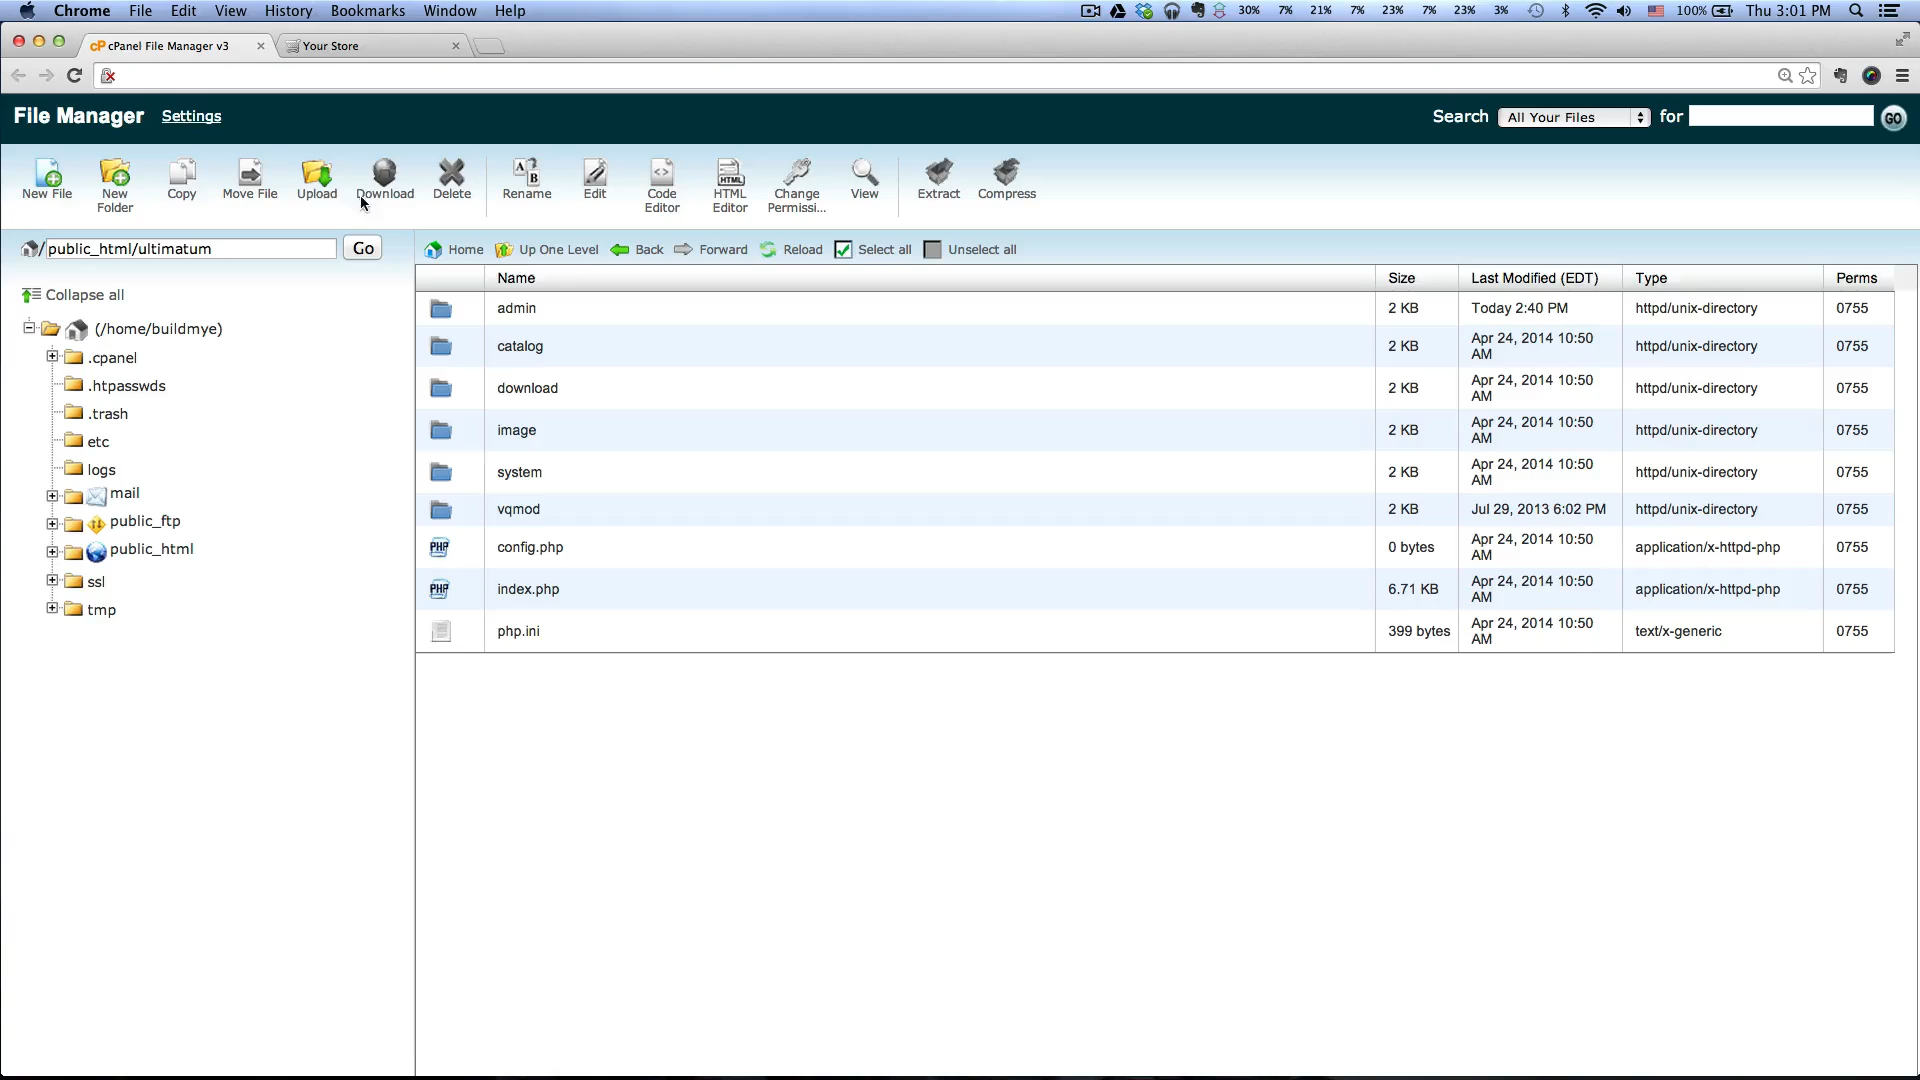 Chrome File Edit View History Bookmarks Window Help 30% 7% 21% 7% 23% 7% 23% 3% 100% Thu 3:01 PM
cP cPanel File Manager v3 Your Store
File Manager Settings Search All Your Files for GO
New File New Folder Copy Move File Upload Download Delete Rename Edit Code Editor HTML Editor Change Permissi... View Extract Compress
/ public_html/ultimatum Go Home Up One Level Back Forward Reload Select all Unselect all
Name Size Last Modified (EDT) Type Perms
Collapse all
(/home/buildmye)
.cpanel
.htpasswds
.trash
etc
logs
mail
public_ftp
public_html
ssl
tmp
admin 2 KB Today 2:40 PM httpd/unix-directory 0755
catalog 2 KB Apr 24, 2014 10:50 AM httpd/unix-directory 0755
download 2 KB Apr 24, 2014 10:50 AM httpd/unix-directory 0755
image 2 KB Apr 24, 2014 10:50 AM httpd/unix-directory 0755
system 2 KB Apr 24, 2014 10:50 AM httpd/unix-directory 0755
vqmod 2 KB Jul 29, 2013 6:02 PM httpd/unix-directory 0755
PHP config.php 0 bytes Apr 24, 2014 10:50 AM application/x-httpd-php 0755
PHP index.php 6.71 KB Apr 24, 2014 10:50 AM application/x-httpd-php 0755
php.ini 399 bytes Apr 24, 2014 10:50 AM text/x-generic 0755